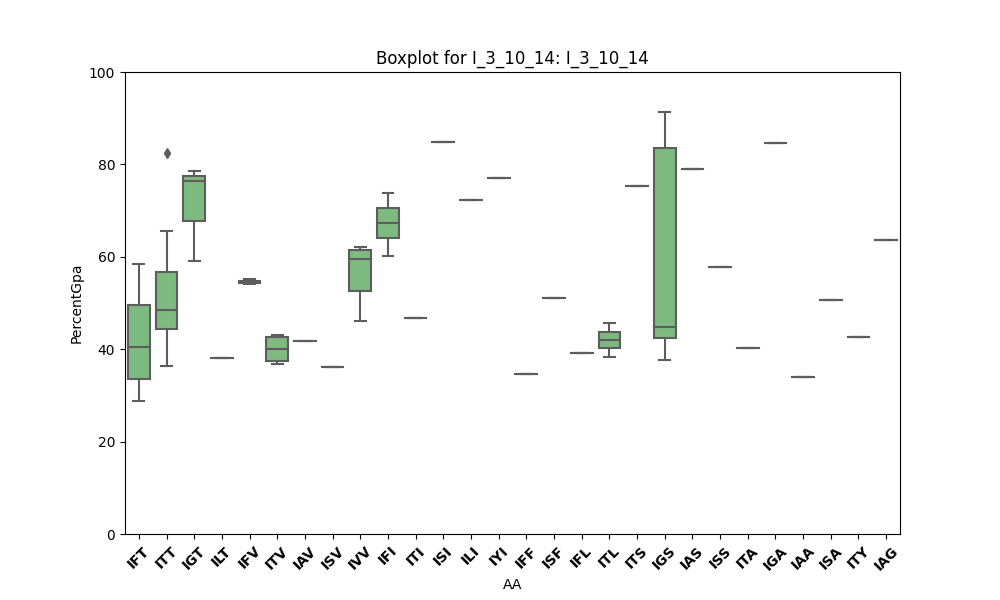 Boxplot for I_3_10_14: I_3_10_14
100
80
60
40
20
0
PercentGpa
IFT ITT IGT ILT IFV ITV IAV ISV IVV IFI ITI ISI ILI IYI IFF ISF IFL ITL ITS IGS IAS ISS ITA IGA IAA ISA ITY IAG
AA